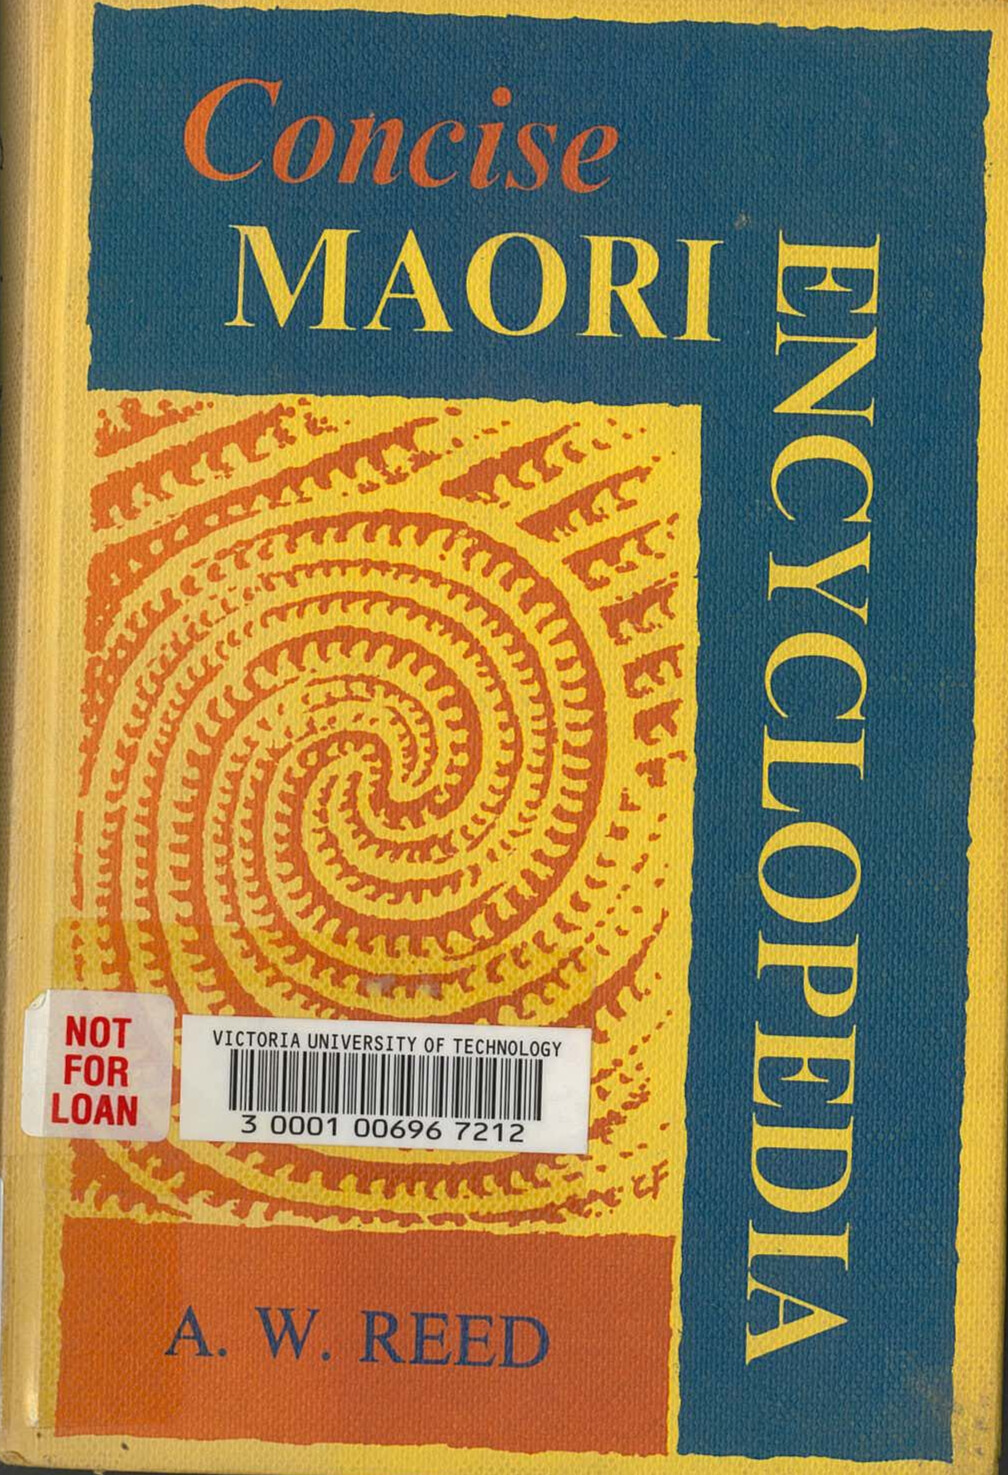 Concise
MAORI
ENCYCLOPEDIA
NOT
FOR
LOAN
VICTORIA UNIVERSITY OF TECHNOLOGY
3 0001 00696 7212
A. W. REED